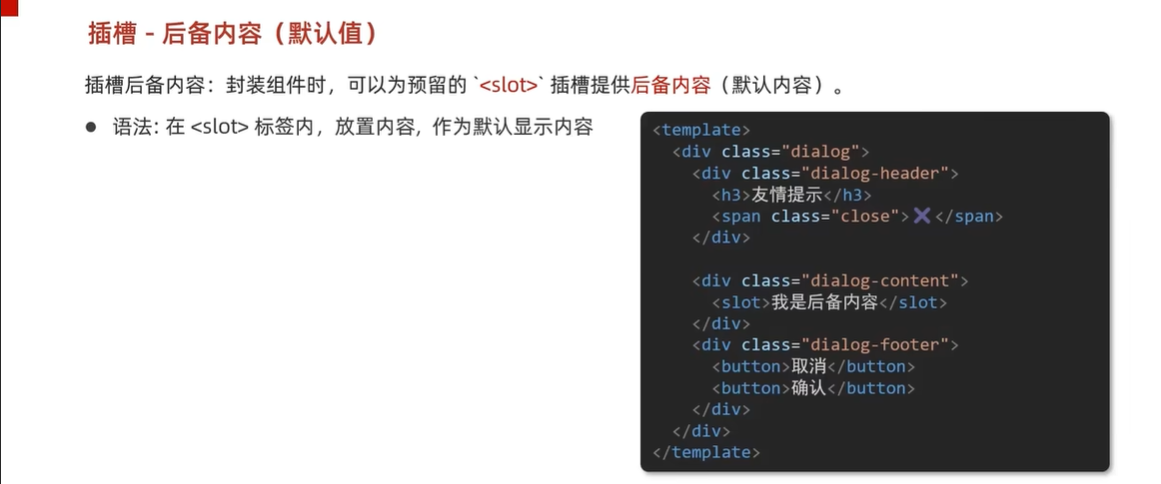 插槽 - 后备内容（默认值）
插槽后备内容：封装组件时，可以为预留的 `<slot>` 插槽提供后备内容（默认内容）。
● 语法: 在 <slot> 标签内，放置内容, 作为默认显示内容
<template>
  <div class="dialog">
    <div class="dialog-header">
      <h3>友情提示</h3>
      <span class="close">✖️</span>
    </div>

    <div class="dialog-content">
      <slot>我是后备内容</slot>
    </div>
    <div class="dialog-footer">
      <button>取消</button>
      <button>确认</button>
    </div>
  </div>
</template>